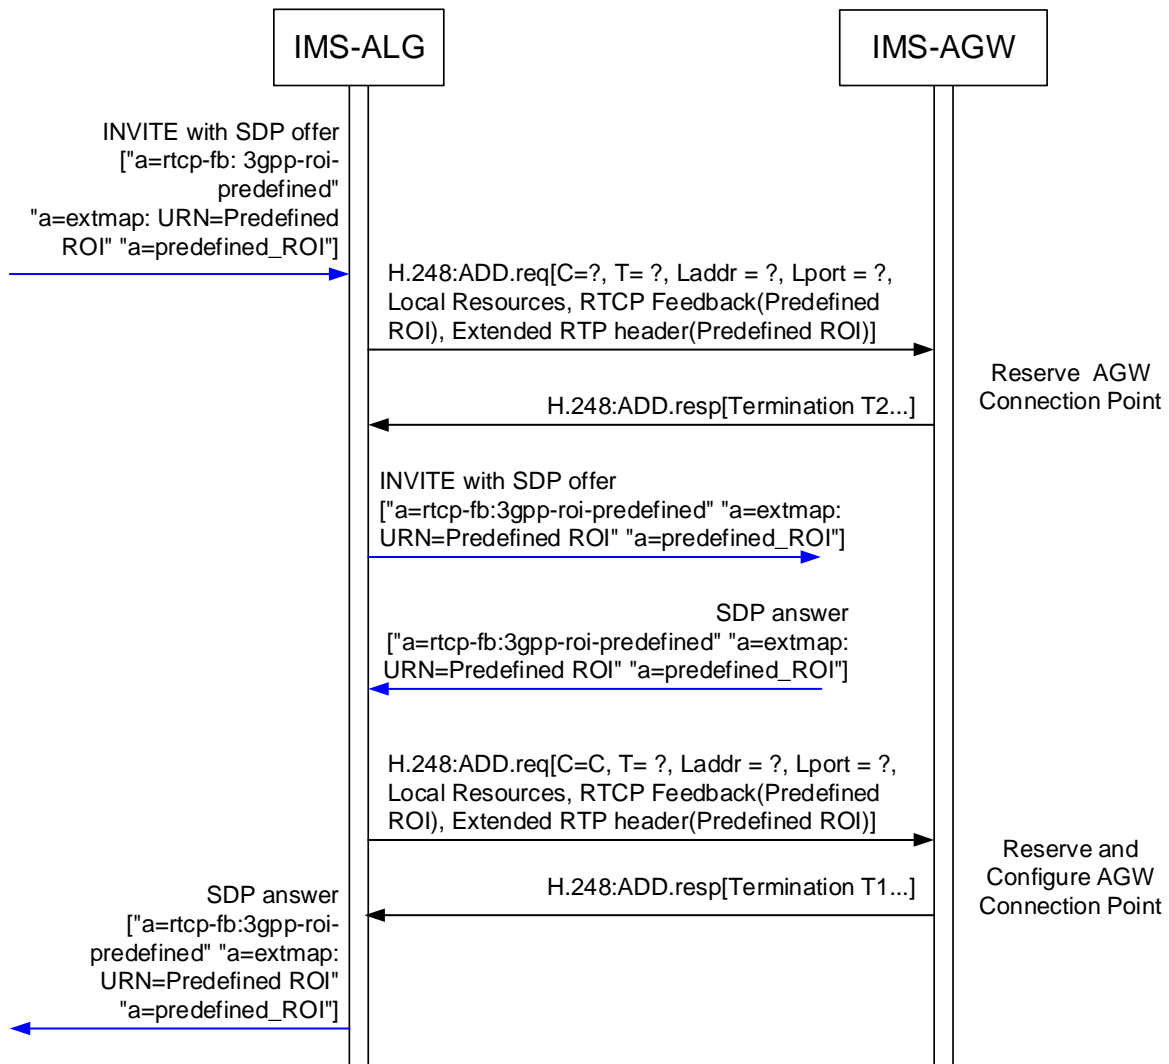 IMS-ALG
IMS-AGW
INVITE with SDP offer
["a=rtcp-fb: 3gpp-roi-
predefined"
"a=extmap: URN=Predefined
ROI" "a=predefined_ROI"]
H.248:ADD.req[C=?, T= ?, Laddr = ?, Lport = ?,
Local Resources, RTCP Feedback(Predefined
ROI), Extended RTP header(Predefined ROI)]
Reserve AGW
Connection Point
H.248:ADD.resp[Termination T2...]
INVITE with SDP offer
["a=rtcp-fb:3gpp-roi-predefined" "a=extmap:
URN=Predefined ROI" "a=predefined_ROI"]
SDP answer
["a=rtcp-fb:3gpp-roi-predefined" "a=extmap:
URN=Predefined ROI" "a=predefined_ROI"]
H.248:ADD.req[C=C, T= ?, Laddr = ?, Lport = ?,
Local Resources, RTCP Feedback(Predefined
ROI), Extended RTP header(Predefined ROI)]
Reserve and
Configure AGW
Connection Point
H.248:ADD.resp[Termination T1...]
SDP answer
["a=rtcp-fb:3gpp-roi-
predefined" "a=extmap:
URN=Predefined ROI"
"a=predefined_ROI"]